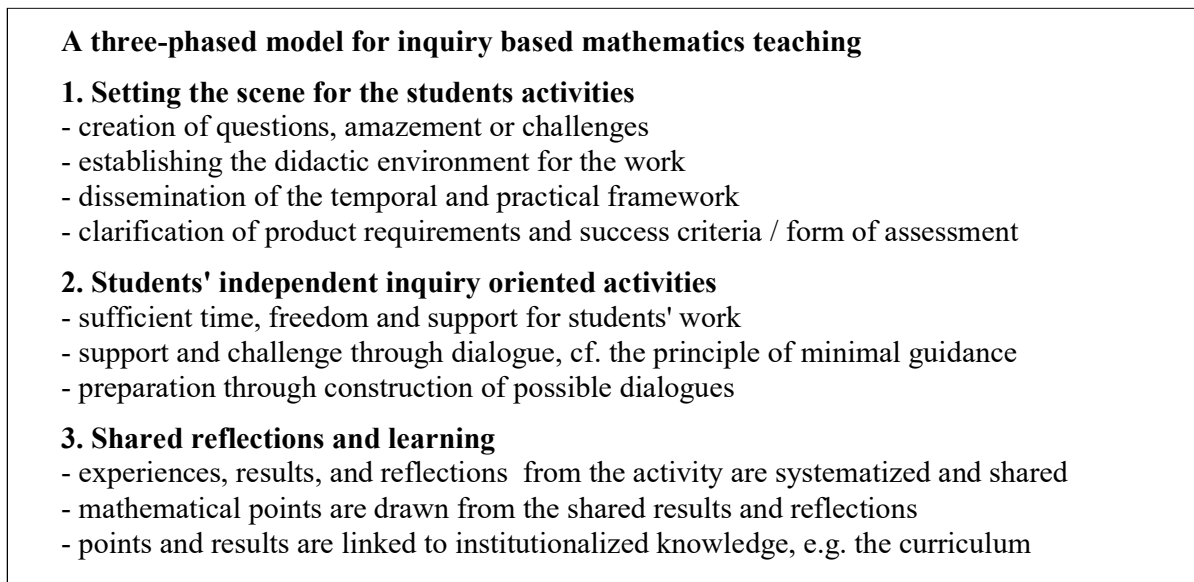 A three-phased model for inquiry based mathematics teaching
1. Setting the scene for the students activities
- creation of questions, amazement or challenges
- establishing the didactic environment for the work
- dissemination of the temporal and practical framework
- clarification of product requirements and success criteria / form of assessment
2. Students' independent inquiry oriented activities
- sufficient time, freedom and support for students' work
- support and challenge through dialogue, cf. the principle of minimal guidance
- preparation through construction of possible dialogues
3. Shared reflections and learning
- experiences, results, and reflections from the activity are systematized and shared
- mathematical points are drawn from the shared results and reflections
- points and results are linked to institutionalized knowledge, e.g. the curriculum